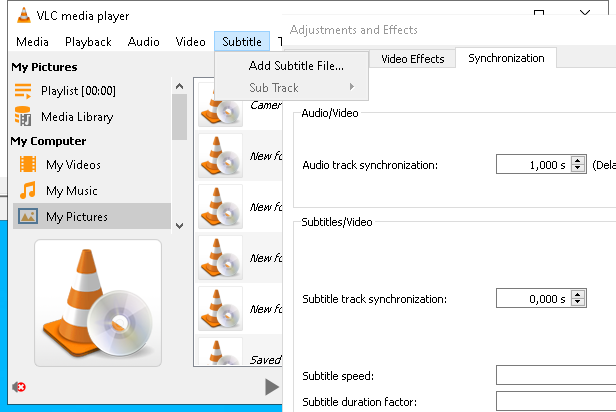 VLC media player
Media Playback Audio Video Subtitle
Add Subtitle File...
Sub Track
My Pictures
Playlist [00:00]
Media Library
My Computer
My Videos
My Music
My Pictures
Camer
New fo
New fo
New fo
New fo
Saved
Adjustments and Effects
Video Effects Synchronization
Audio/Video
Audio track synchronization: 1,000 s (Dela
Subtitles/Video
Subtitle track synchronization: 0,000 s
Subtitle speed:
Subtitle duration factor: